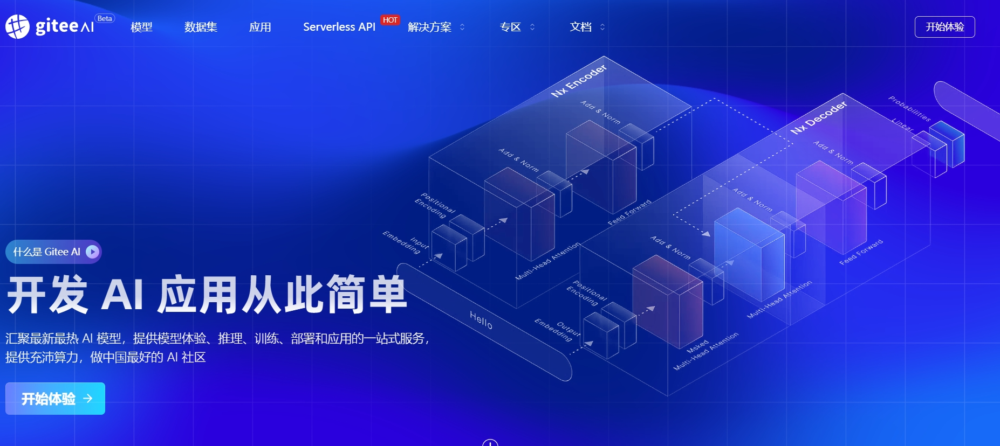 gitee AI Beta
模型
数据集
应用
Serverless API HOT
解决方案
专区
文档
开始体验
Nx Encoder
Add & Norm
Add & Norm
Positional
Encoding
Input
Embedding
Multi-Head Attention
Feed Forward
Nx Decoder
Probabilities
Linear
Add & Norm
Add & Norm
Add & Norm
Feed Forward
Multi-Head Attention
Msked
Multi-Head Attention
Positional
Encoding
Output
Embedding
Hello
什么是 Gitee AI
开发 AI 应用从此简单
汇聚最新最热 AI 模型，提供模型体验、推理、训练、部署和应用的一站式服务，
提供充沛算力，做中国最好的 AI 社区
开始体验 →